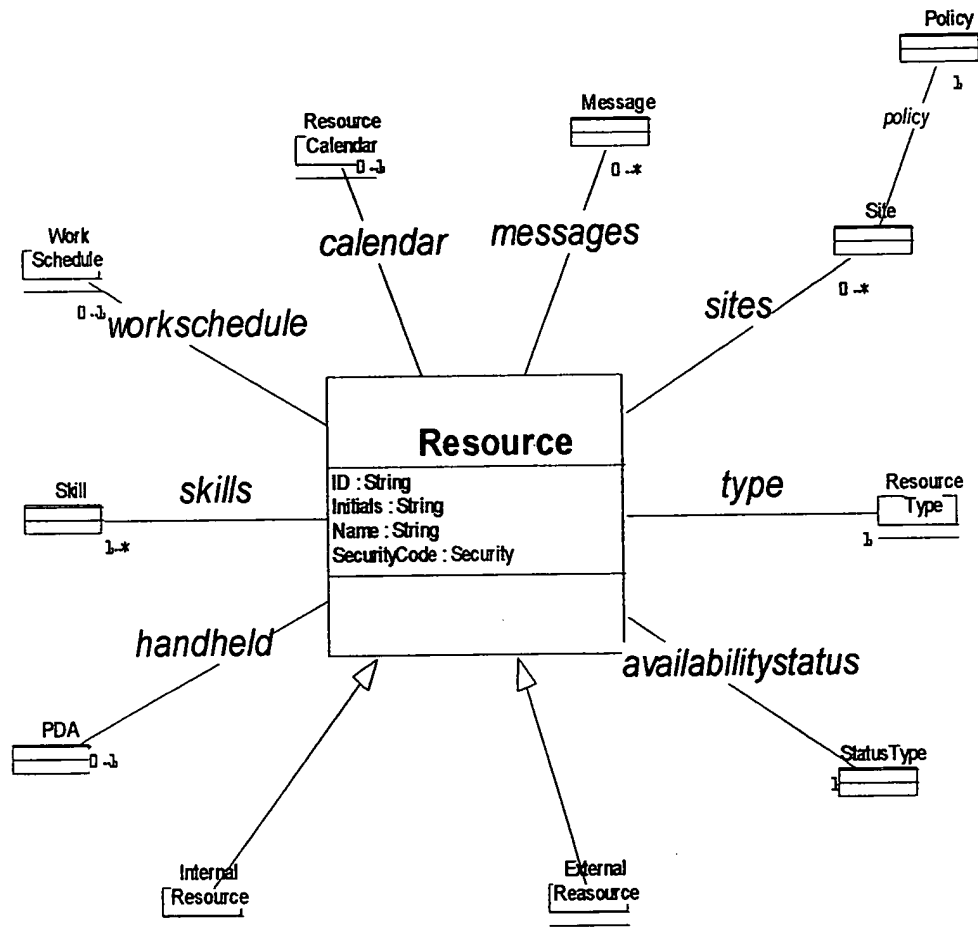 Policy
1
policy
Message
0..*
Resource
Calendar
0..1
Site
0..*
Work
Schedule
0..1
calendar
messages
sites
workschedule
Resource
ID : String
Initials : String
Name : String
SecurityCode : Security
Skill
skills
1..*
type
Resource
Type
1
handheld
availabilitystatus
PDA
0..1
StatusType
1
Internal
Resource
External
Reasource